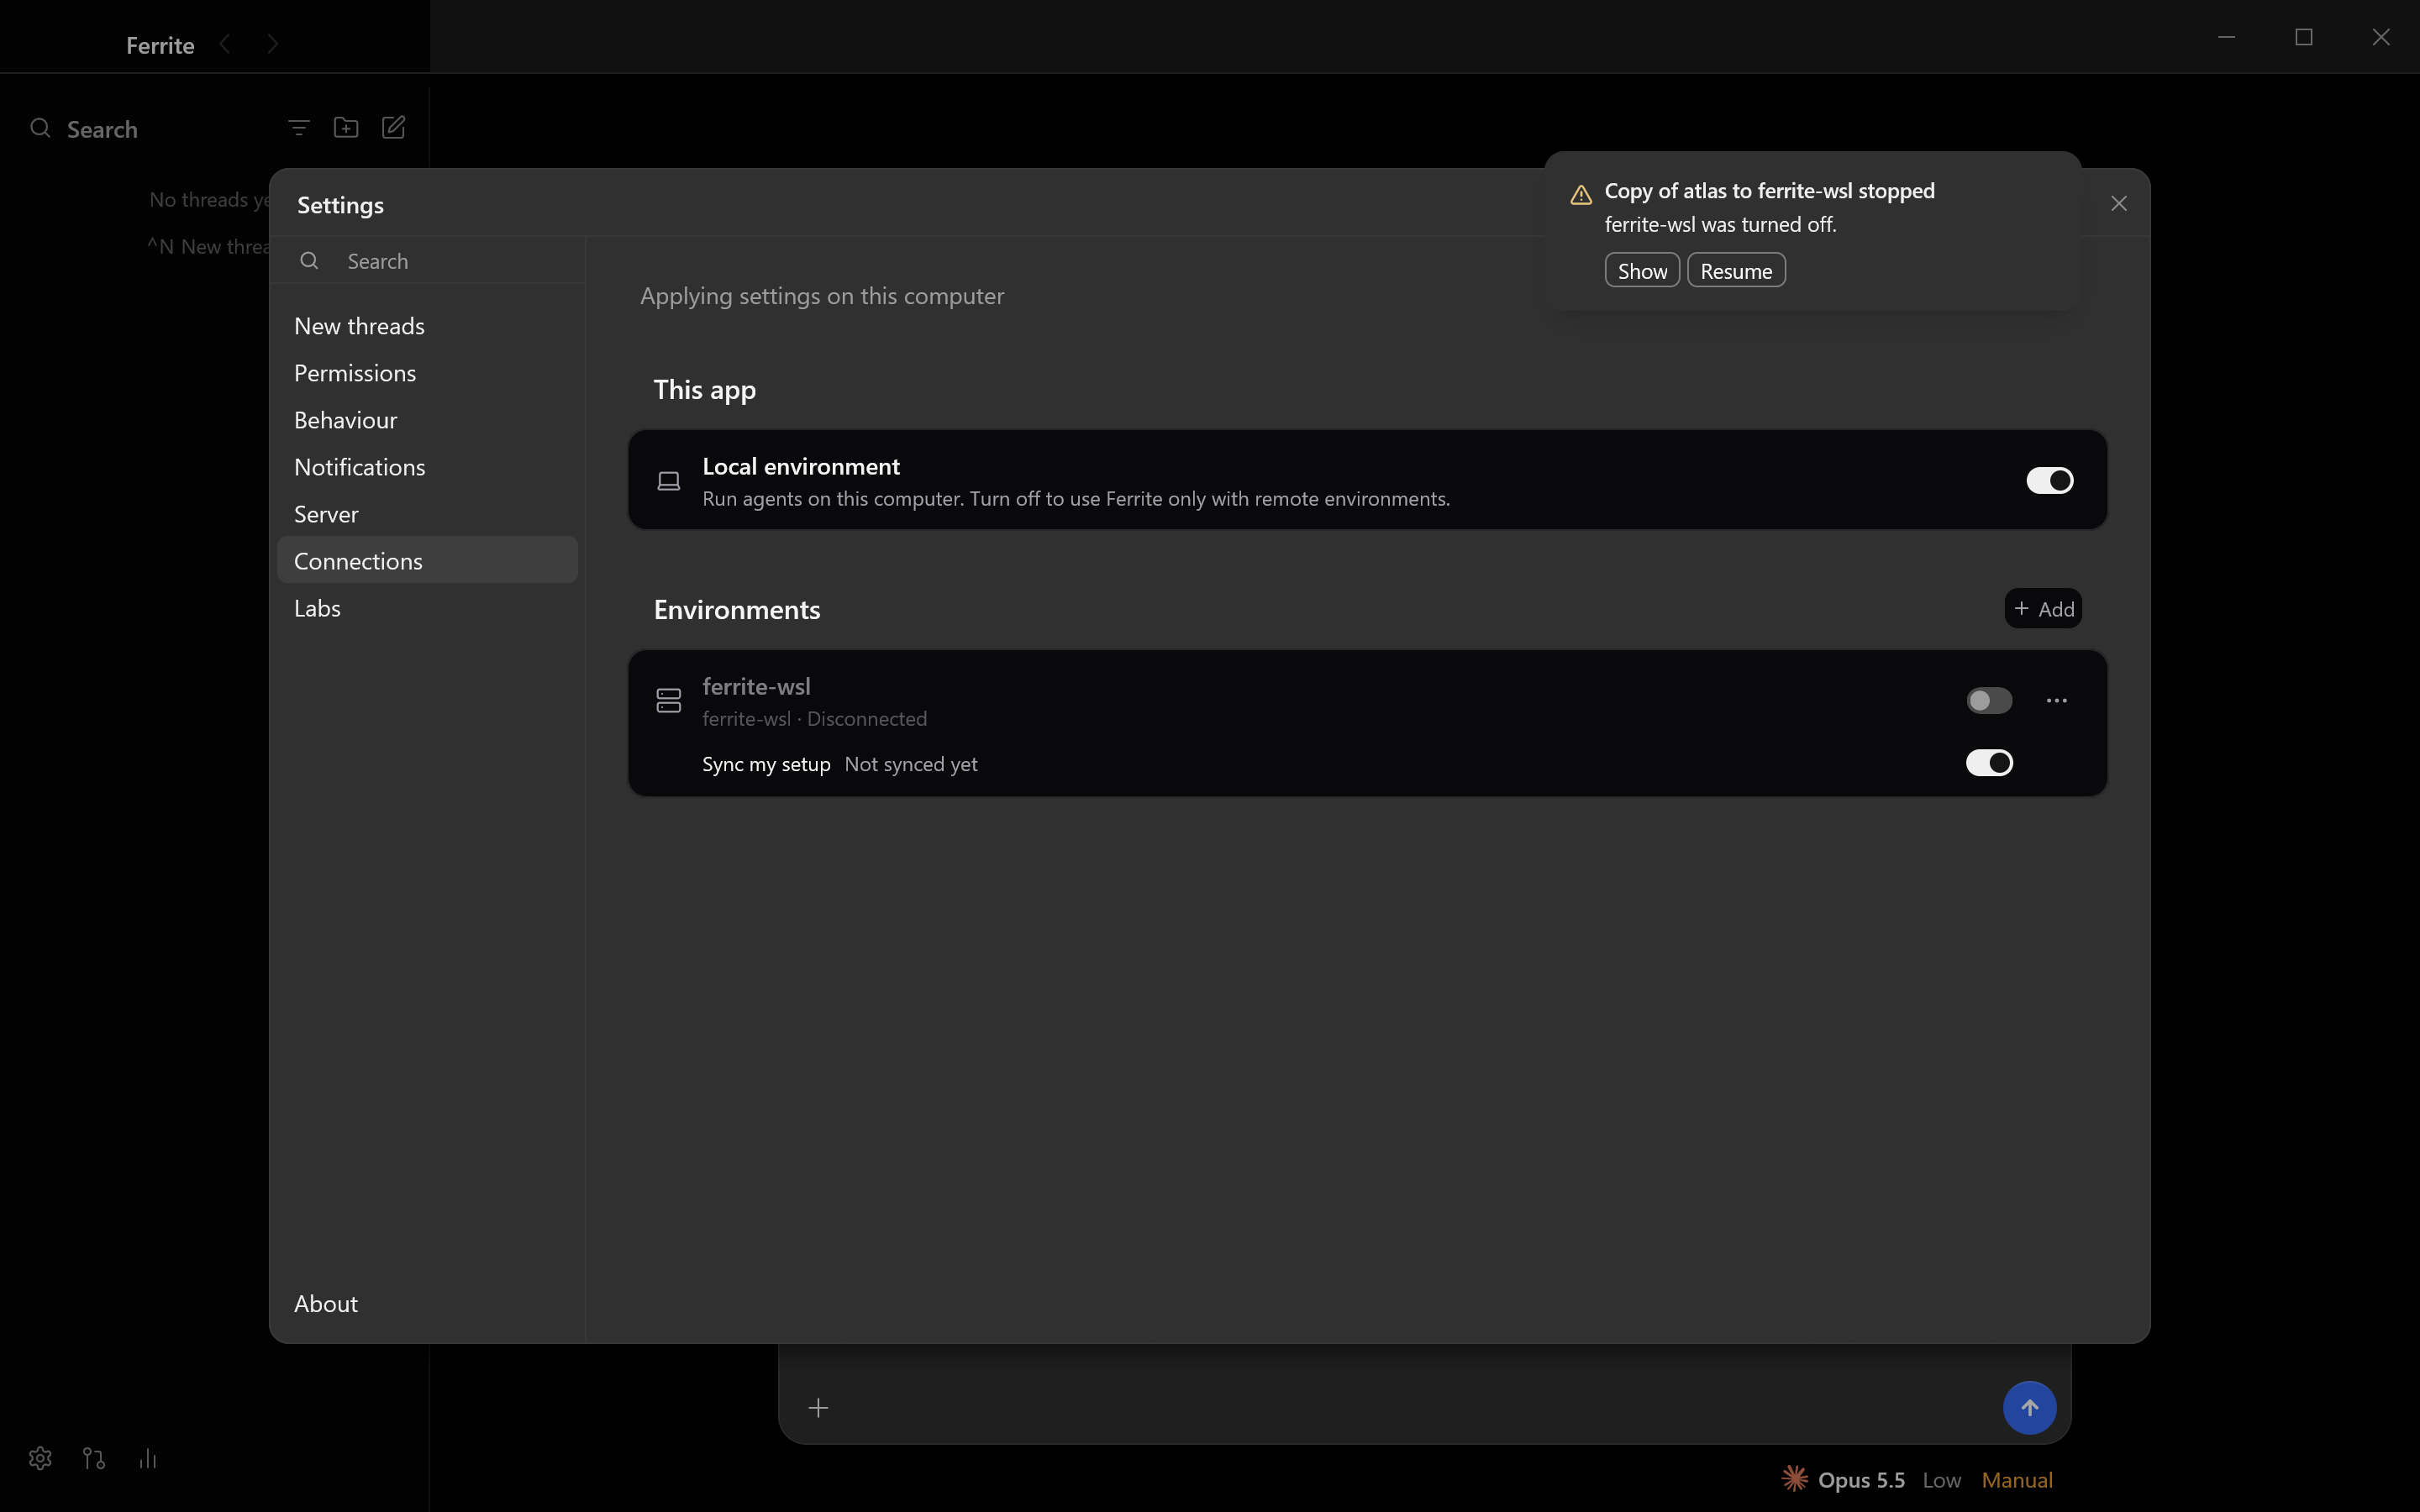 Ferrite
Search
No threads ye
^N New threa
Settings
Search
New threads
Permissions
Behaviour
Notifications
Server
Connections
Labs
About
Copy of atlas to ferrite-wsl stopped
ferrite-wsl was turned off.
Show Resume
Applying settings on this computer
This app
Local environment
Run agents on this computer. Turn off to use Ferrite only with remote environments.
Environments
+ Add
ferrite-wsl
ferrite-wsl · Disconnected
Sync my setup Not synced yet
Opus 5.5 Low Manual